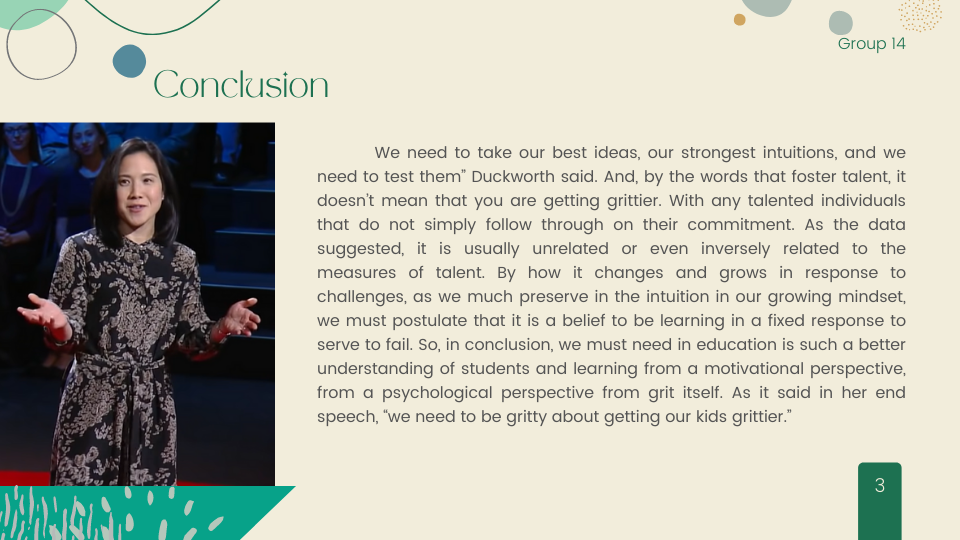 Group 14
Conclusion
We need to take our best ideas, our strongest intuitions, and we
need to test them” Duckworth said. And, by the words that foster talent, it
doesn’t mean that you are getting grittier. With any talented individuals
that do not simply follow through on their commitment. As the data
suggested, it is usually unrelated or even inversely related to the
measures of talent. By how it changes and grows in response to
challenges, as we much preserve in the intuition in our growing mindset,
we must postulate that it is a belief to be learning in a fixed response to
serve to fail. So, in conclusion, we must need in education is such a better
understanding of students and learning from a motivational perspective,
from a psychological perspective from grit itself. As it said in her end
speech, “we need to be gritty about getting our kids grittier.”
3